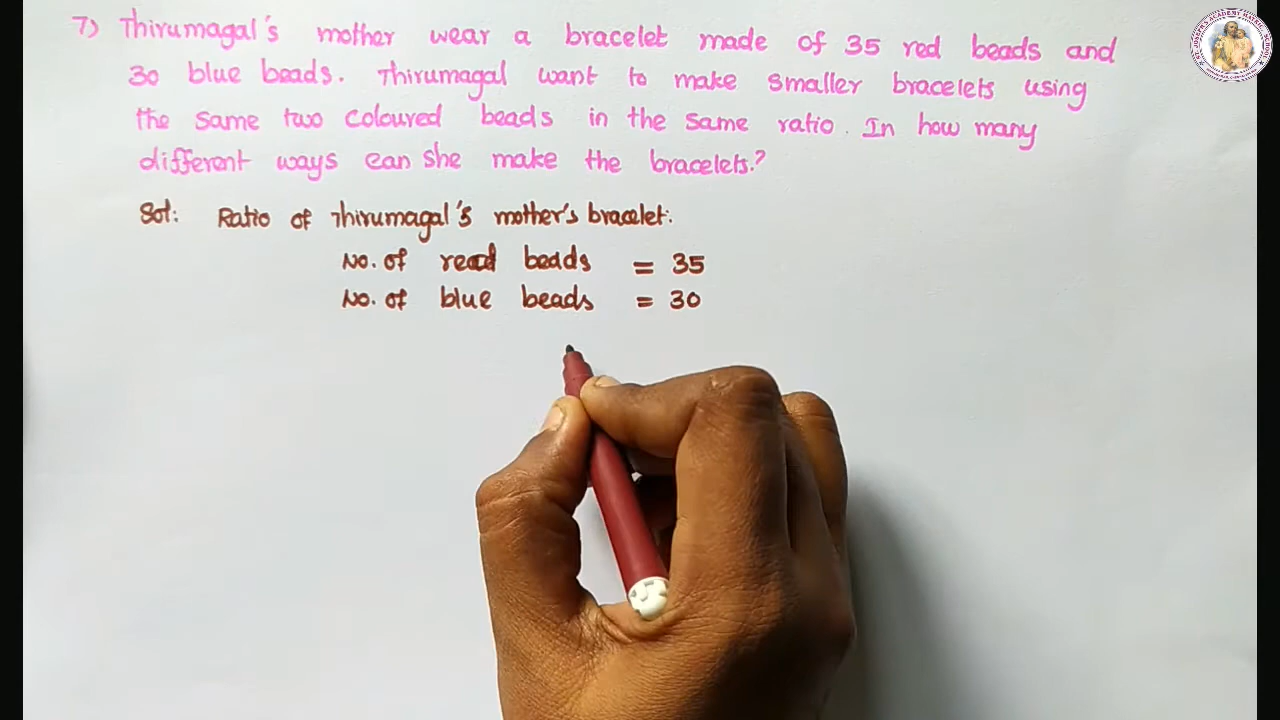 7) Thirumagal's mother wear a bracelet made of 35 red beads and
30 blue beads. Thirumagal want to make smaller bracelets using
the same two coloured beads in the same ratio. In how many
different ways can she make the bracelets?
Sol: Ratio of Thirumagal's mother's bracelet:
No. of read beads = 35
No. of blue beads = 30